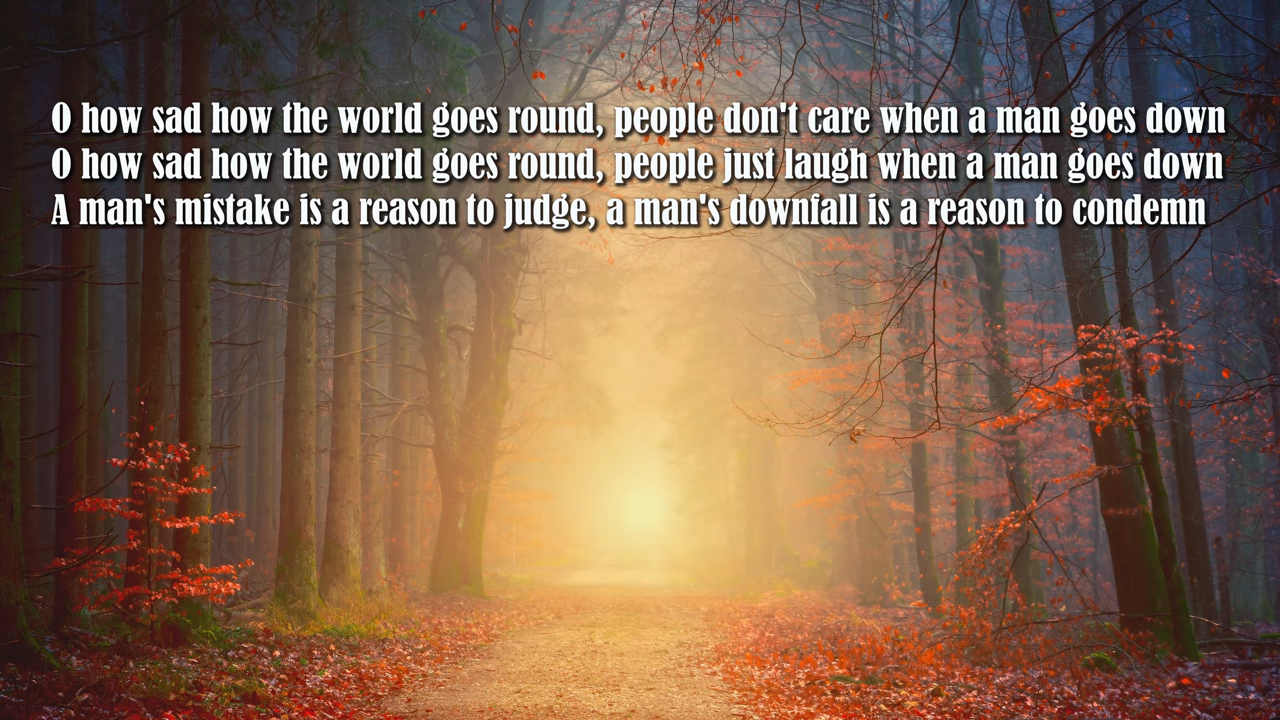 O how sad how the world goes round, people don't care when a man goes down
O how sad how the world goes round, people just laugh when a man goes down
A man's mistake is a reason to judge, a man's downfall is a reason to condemn